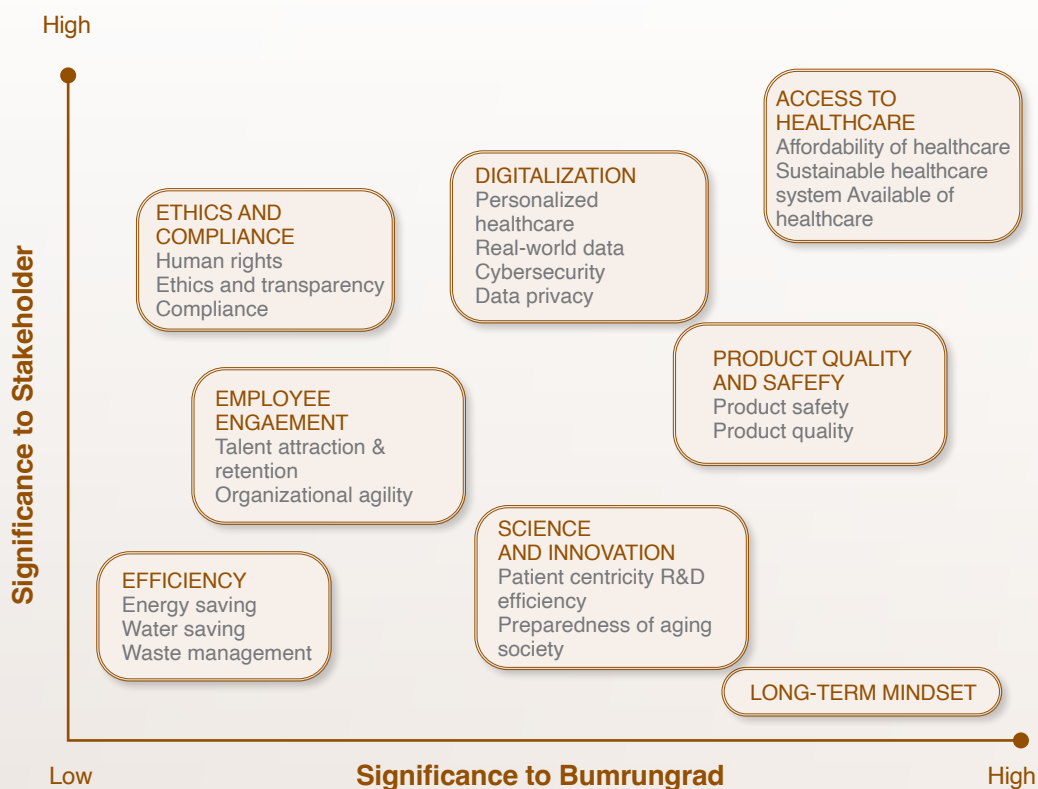 High
ACCESS TO
HEALTHCARE
Affordability of healthcare
Sustainable healthcare
system Available of
healthcare
DIGITALIZATION
Personalized
healthcare
Real-world data
Cybersecurity
Data privacy
ETHICS AND
COMPLIANCE
Human rights
Ethics and transparency
Compliance
PRODUCT QUALITY
AND SAFEFY
Product safety
Product quality
EMPLOYEE
ENGAEMENT
Talent attraction &
retention
Organizational agility
SCIENCE
AND INNOVATION
Patient centricity R&D
efficiency
Preparedness of aging
society
EFFICIENCY
Energy saving
Water saving
Waste management
LONG-TERM MINDSET
Significance to Stakeholder
Low
Significance to Bumrungrad
High